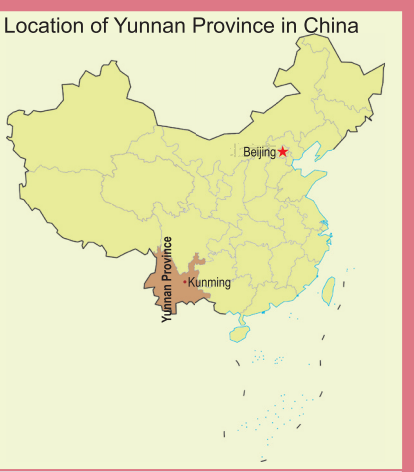 Location of Yunnan Province in China
Beijing
Yunnan Province
Kunming